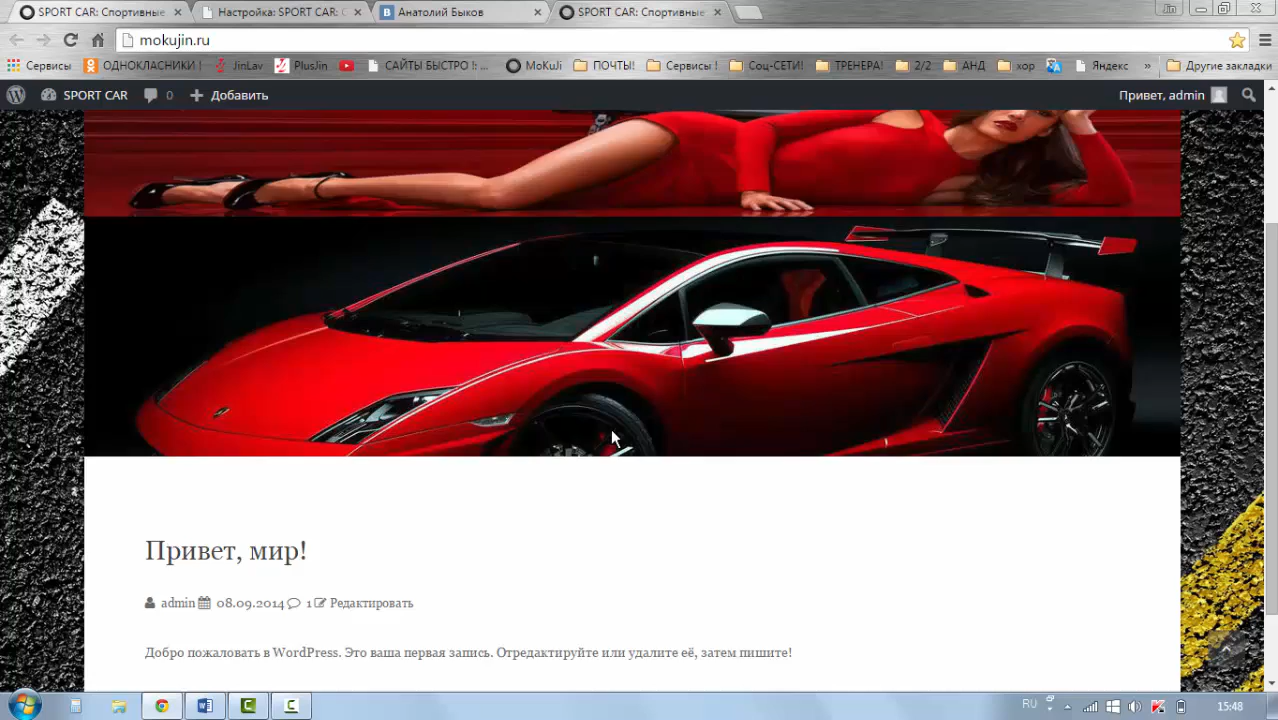 SPORT CAR: Спортивные
Настройка: SPORT CAR: С
Анатолий Быков
SPORT CAR: Спортивные
Jin
mokujin.ru
Сервисы
ОДНОКЛАСНИКИ !
JinLav
PlusJin
САЙТЫ БЫСТРО !: ...
MoKuJi
ПОЧТЫ!
Сервисы !
Соц-СЕТИ!
ТРЕНЕРА!
2/2
АНД
хор
Яндекс
»
Другие закладки
SPORT CAR
0
Добавить
Привет, admin
Привет, мир!
admin 08.09.2014 1 Редактировать
Добро пожаловать в WordPress. Это ваша первая запись. Отредактируйте или удалите её, затем пишите!
RU
15:48